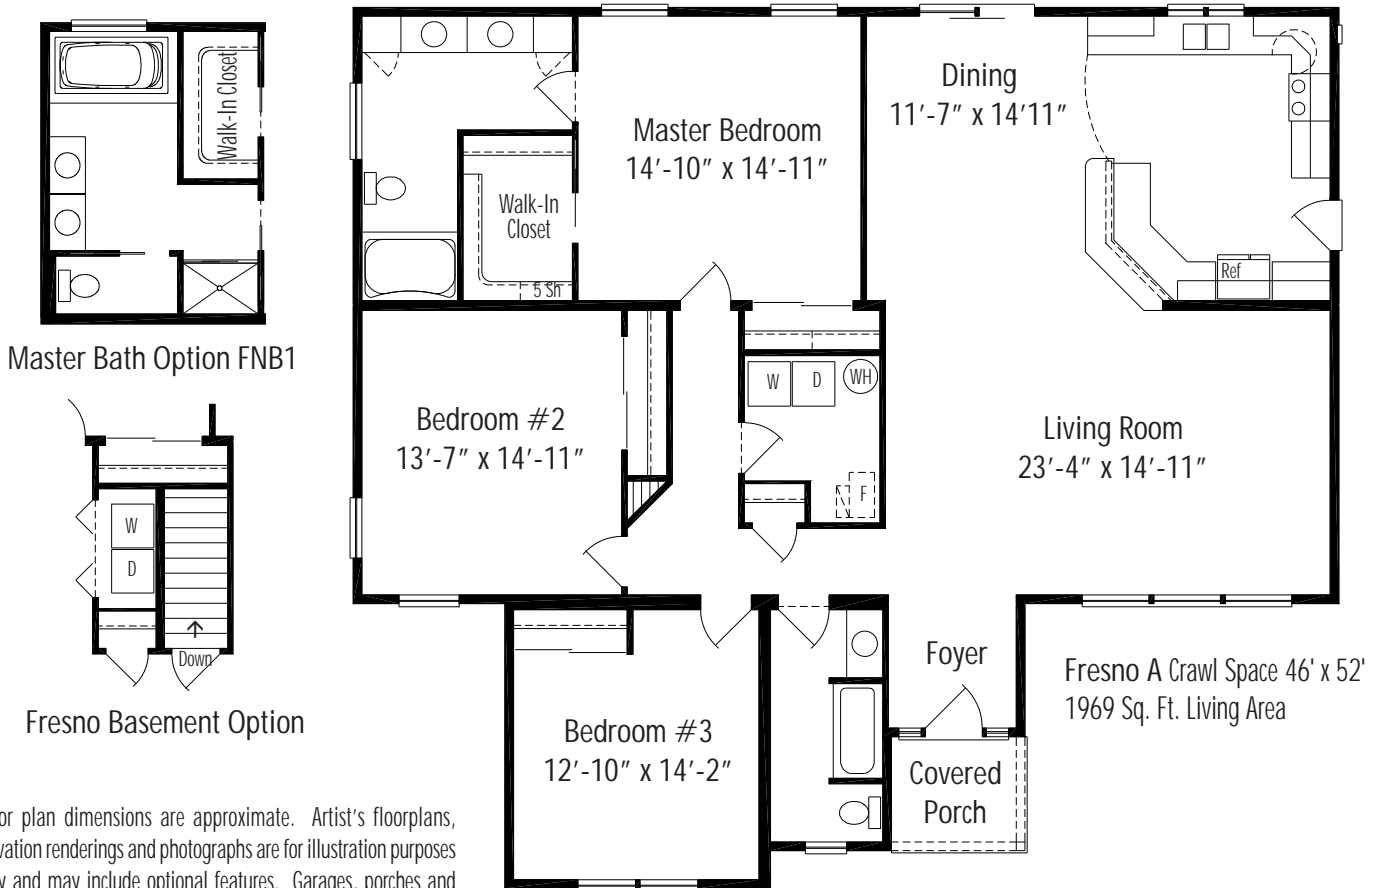 Walk-In Closet
Master Bath Option FNB1
W
D
Down
Fresno Basement Option
Master Bedroom
14'-10" x 14'-11"
Walk-In
Closet
5 Sh
Dining
11'-7" x 14'11"
Ref
Bedroom #2
13'-7" x 14'-11"
W
D
WH
F
Living Room
23'-4" x 14'-11"
Bedroom #3
12'-10" x 14'-2"
Foyer
Covered
Porch
Fresno A Crawl Space 46' x 52'
1969 Sq. Ft. Living Area
plan dimensions are approximate. Artist's floorplans,
renderings and photographs are for illustration purposes
and may include optional features. Garages, porches and